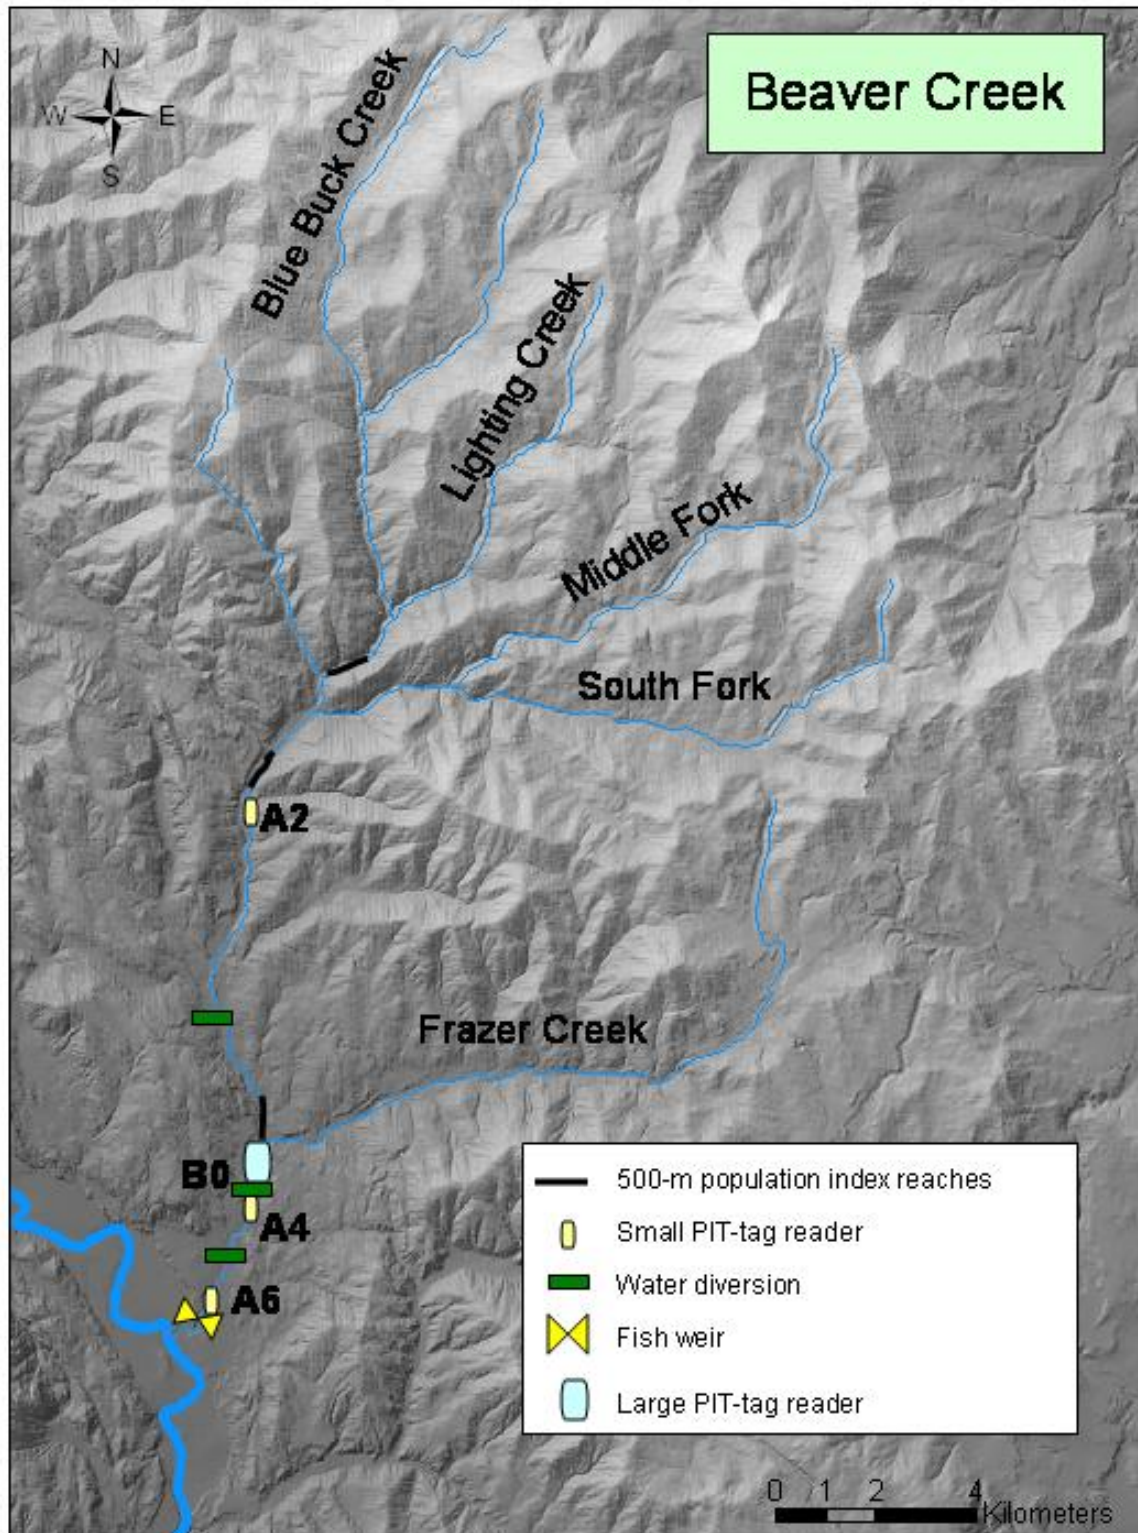 Beaver Creek
N
W E
S
Blue Buck Creek
Lighting Creek
Middle Fork
South Fork
A2
Frazer Creek
B0
A4
A6
500-m population index reaches
Small PIT-tag reader
Water diversion
Fish weir
Large PIT-tag reader
0 1 2 4
Kilometers